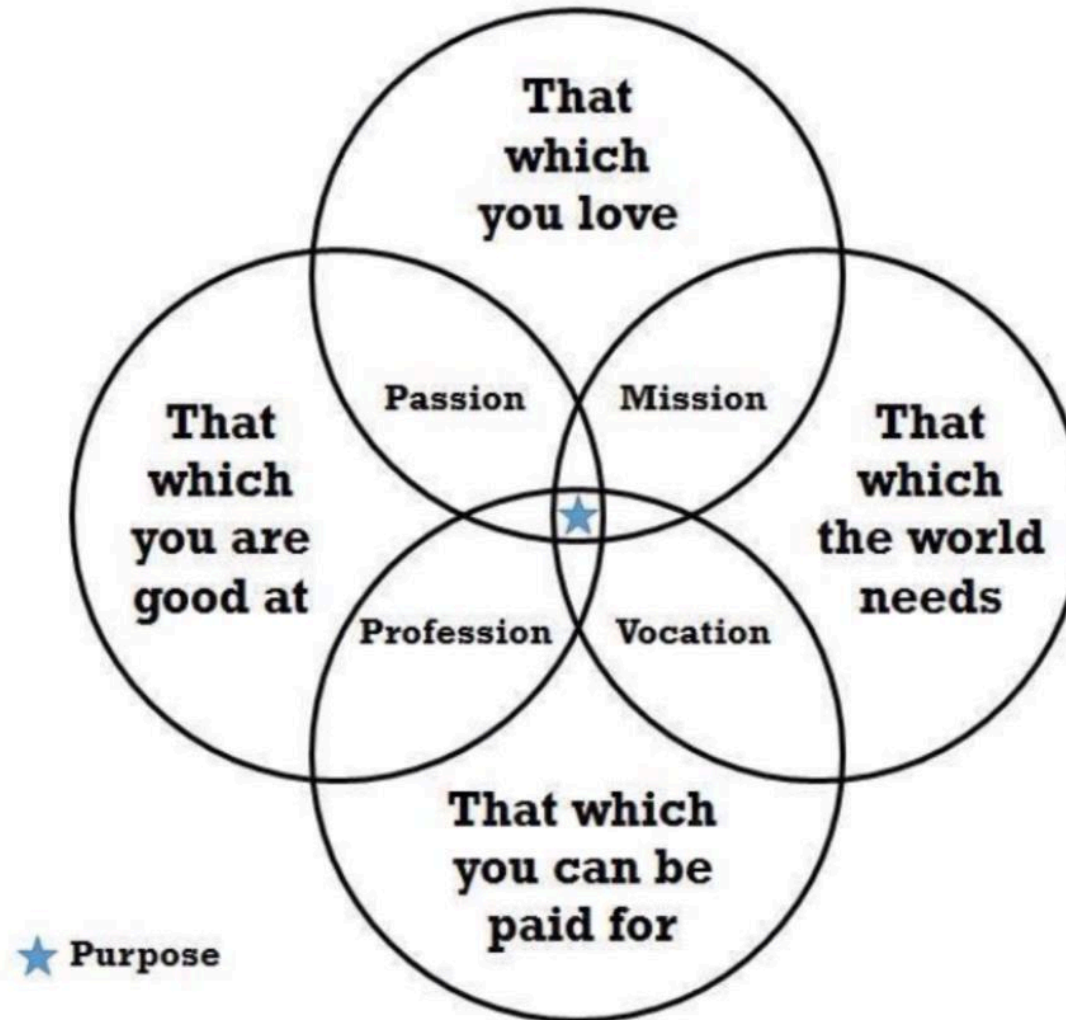 That
which
you love
Passion
Mission
That
which
you are
good at
That
which
the world
needs
Profession
Vocation
That which
you can be
paid for
Purpose